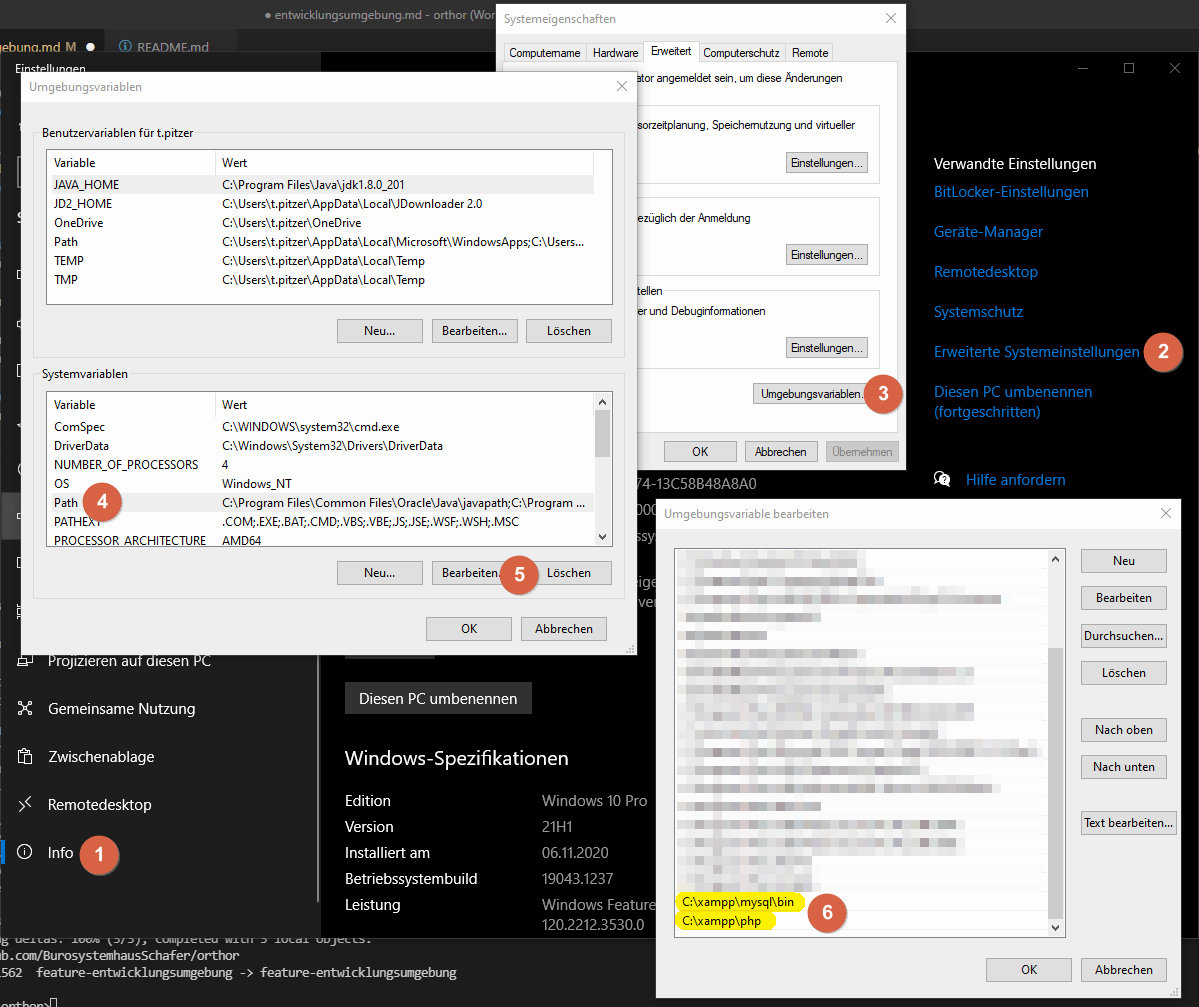 ● entwicklungsumgebung.md - orthor (Wor
Systemeigenschaften
ebung.md M ●
README.md
Computername Hardware Erweitert Computerschutz Remote
Einstellungen
ator angemeldet sein, um diese Änderungen
Umgebungsvariablen
Benutzervariablen für t.pitzer
Variable Wert
JAVA_HOME C:\Program Files\Java\jdk1.8.0_201
JD2_HOME C:\Users\t.pitzer\AppData\Local\JDownloader 2.0
OneDrive C:\Users\t.pitzer\OneDrive
Path C:\Users\t.pitzer\AppData\Local\Microsoft\WindowsApps;C:\Users...
TEMP C:\Users\t.pitzer\AppData\Local\Temp
TMP C:\Users\t.pitzer\AppData\Local\Temp
Neu... Bearbeiten... Löschen
Systemvariablen
Variable Wert
ComSpec C:\WINDOWS\system32\cmd.exe
DriverData C:\Windows\System32\Drivers\DriverData
NUMBER_OF_PROCESSORS 4
OS Windows_NT
Path 4 C:\Program Files\Common Files\Oracle\Java\javapath;C:\Program ...
PATHEXT .COM;.EXE;.BAT;.CMD;.VBS;.VBE;.JS;.JSE;.WSF;.WSH;.MSC
PROCESSOR_ARCHITECTURE AMD64
Neu... Bearbeiten. 5 Löschen
OK Abbrechen
sorzeitplanung, Speichernutzung und virtueller
Einstellungen...
ezüglich der Anmeldung
Einstellungen...
tellen
er und Debuginformationen
Einstellungen...
Umgebungsvariablen. 3
OK Abbrechen Übernehmen
Verwandte Einstellungen
BitLocker-Einstellungen
Geräte-Manager
Remotedesktop
Systemschutz
Erweiterte Systemeinstellungen 2
Diesen PC umbenennen
(fortgeschritten)
Hilfe anfordern
74-13C58B48A8A0
Umgebungsvariable bearbeiten
Neu
Bearbeiten
Durchsuchen...
Löschen
Nach oben
Nach unten
Text bearbeiten...
C:\xampp\mysql\bin
C:\xampp\php
6
OK Abbrechen
Projizieren auf diesen PC
Gemeinsame Nutzung
Zwischenablage
Remotedesktop
Info 1
Diesen PC umbenennen
Windows-Spezifikationen
Edition Windows 10 Pro
Version 21H1
Installiert am 06.11.2020
Betriebssystembuild 19043.1237
Leistung Windows Feature
120.2212.3530.0
ng deltas: 100% (5/5), completed with 5 local objects.
ub.com/BurosystemhausSchafer/orthor
1562 feature-entwicklungsumgebung -> feature-entwicklungsumgebung
orthor>